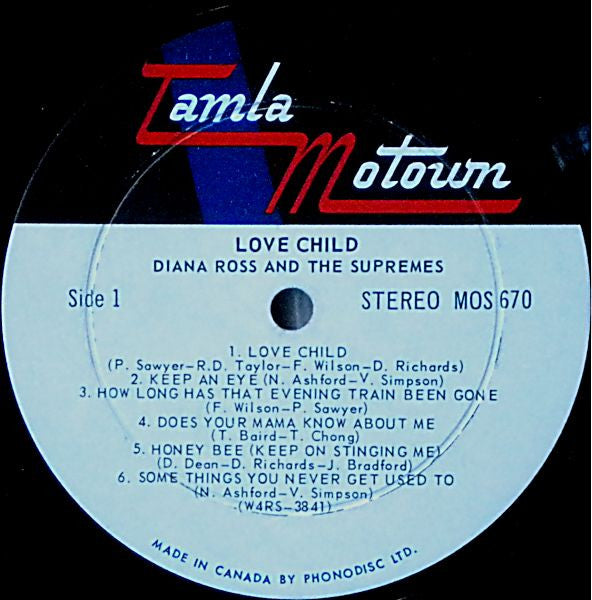 Tamla
Motown
LOVE CHILD
DIANA ROSS AND THE SUPREMES
Side 1
STEREO MOS 670
1. LOVE CHILD
(P. Sawyer-R.D. Taylor-F. Wilson-D. Richards)
2. KEEP AN EYE (N. Ashford-V. Simpson)
3. HOW LONG HAS THAT EVENING TRAIN BEEN GONE
(F. Wilson-P. Sawyer)
4. DOES YOUR MAMA KNOW ABOUT ME
(T. Baird-T. Chong)
5. HONEY BEE (KEEP ON STINGING ME)
(D. Dean-D. Richards-J. Bradford)
6. SOME THINGS YOU NEVER GET USED TO
(N. Ashford-V. Simpson)
(W4RS-3841)
MADE IN CANADA BY PHONODISC LTD.